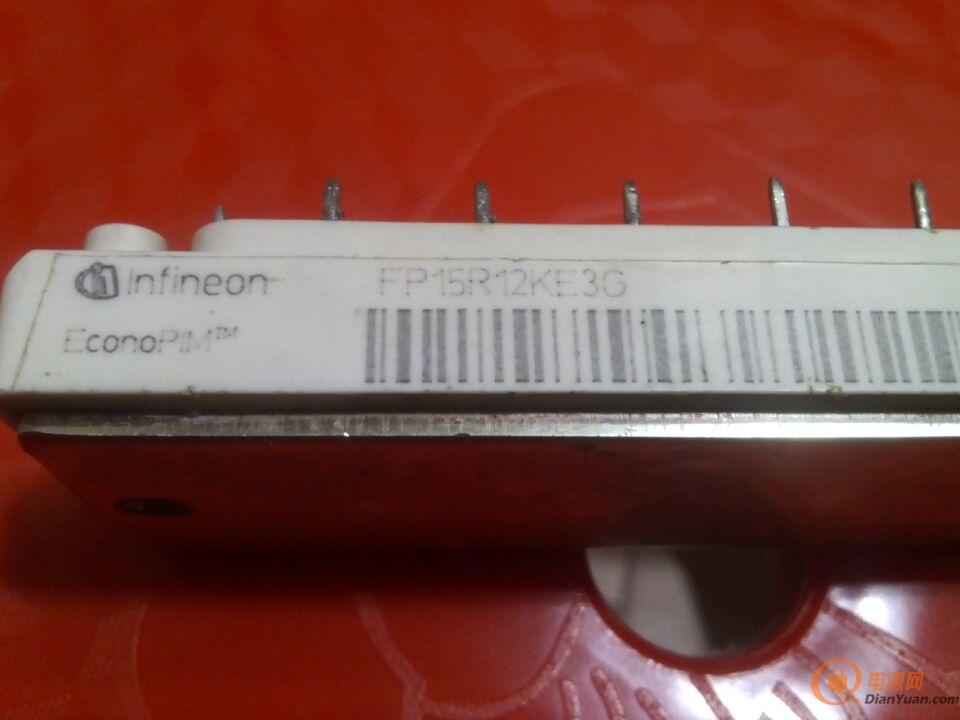 Infineon
FP15R12KE3G
EconoPIM™
电源网
DianYuan.com